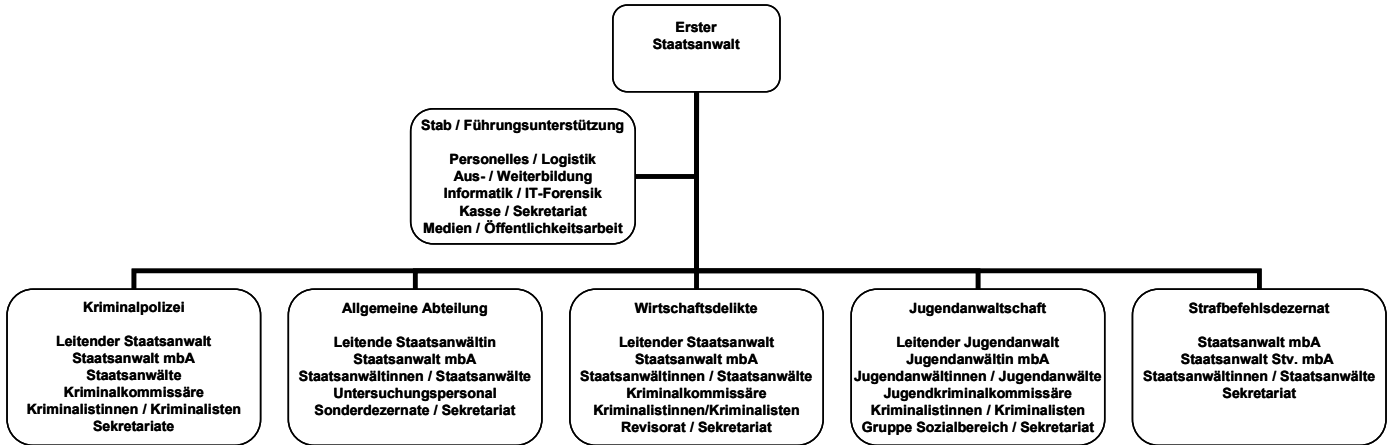 Erster
Staatsanwalt
Stab / Führungsunterstützung
Personelles / Logistik
Aus- / Weiterbildung
Informatik / IT-Forensik
Kasse / Sekretariat
Medien / Öffentlichkeitsarbeit
Kriminalpolizei
Leitender Staatsanwalt
Staatsanwalt mbA
Staatsanwälte
Kriminalkommissäre
Kriminalistinnen / Kriminalisten
Sekretariate
Allgemeine Abteilung
Leitende Staatsanwältin
Staatsanwalt mbA
Staatsanwältinnen / Staatsanwälte
Untersuchungspersonal
Sonderdezernate / Sekretariat
Wirtschaftsdelikte
Leitender Staatsanwalt
Staatsanwalt mbA
Staatsanwältinnen / Staatsanwälte
Kriminalkommissäre
Kriminalistinnen/Kriminalisten
Revisorat / Sekretariat
Jugendanwaltschaft
Leitender Jugendanwalt
Jugendanwältin mbA
Jugendanwältinnen / Jugendanwälte
Jugendkriminalkommissäre
Kriminalistinnen / Kriminalisten
Gruppe Sozialbereich / Sekretariat
Strafbefehlsdezernat
Staatsanwalt mbA
Staatsanwalt Stv. mbA
Staatsanwältinnen / Staatsanwälte
Sekretariat